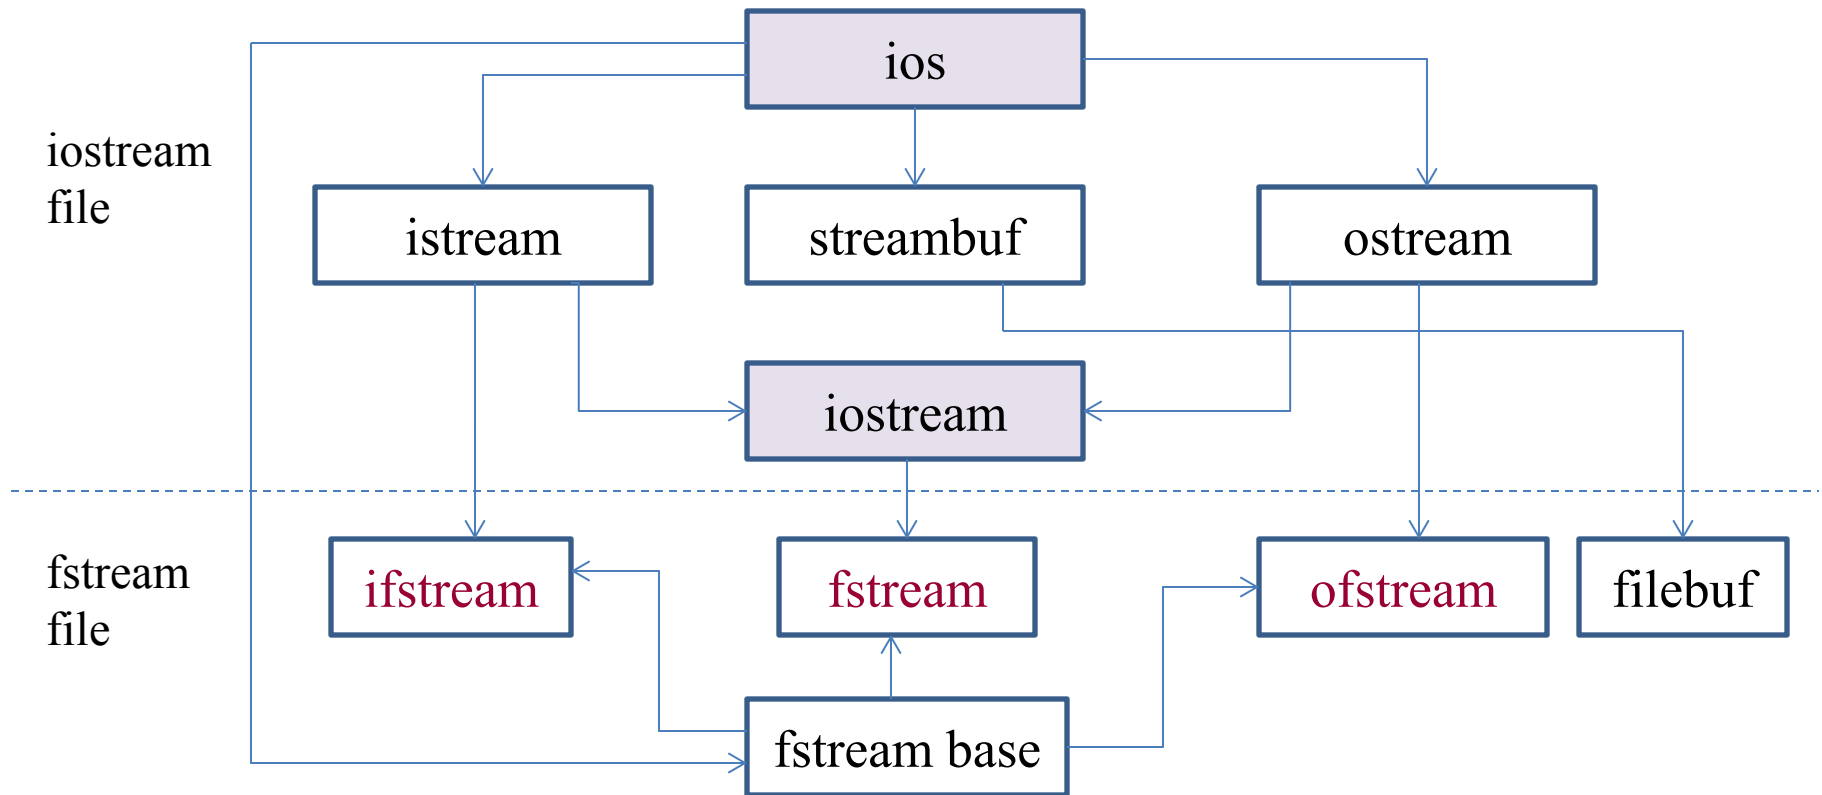 ios
iostream
file
istream
streambuf
ostream
iostream
fstream
file
ifstream
fstream
ofstream
filebuf
fstream base